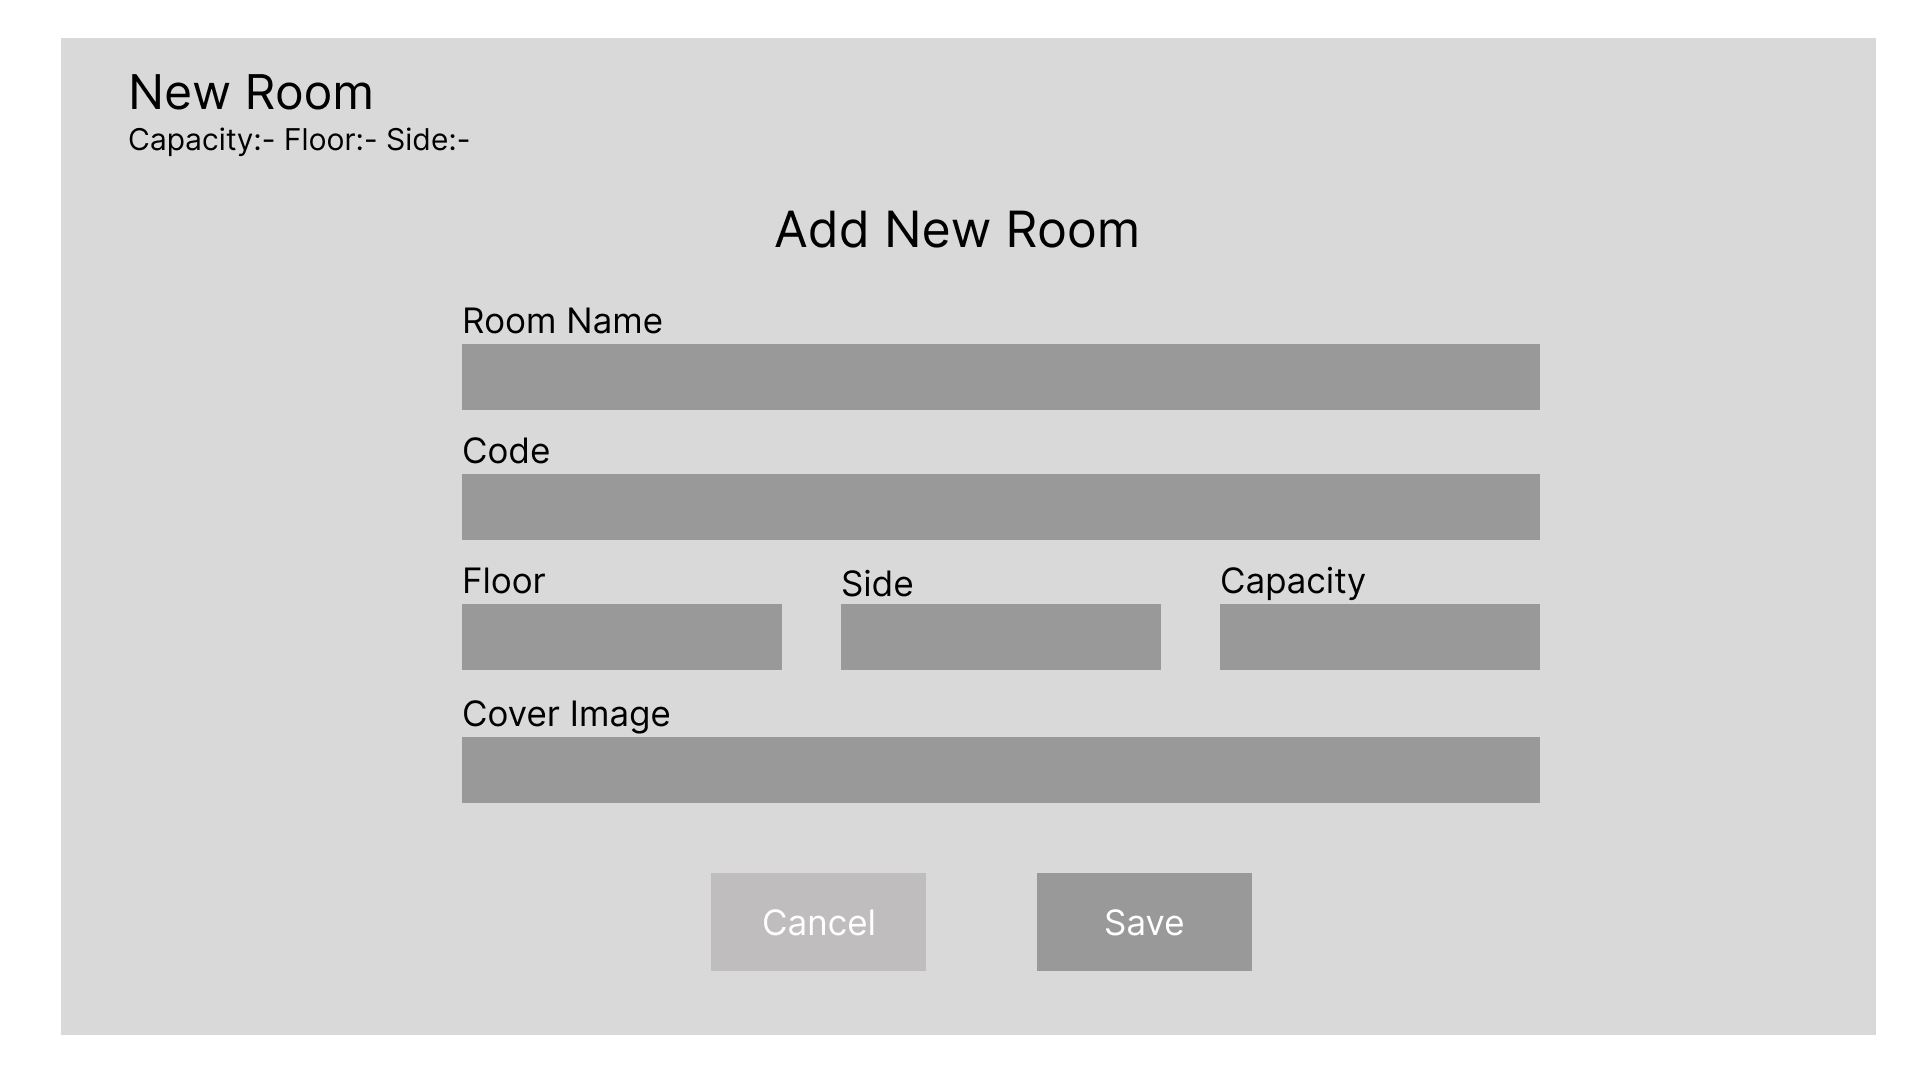 New Room
Capacity:- Floor:- Side:-
Add New Room
Room Name
Code
Floor Side Capacity
Cover Image
Cancel Save